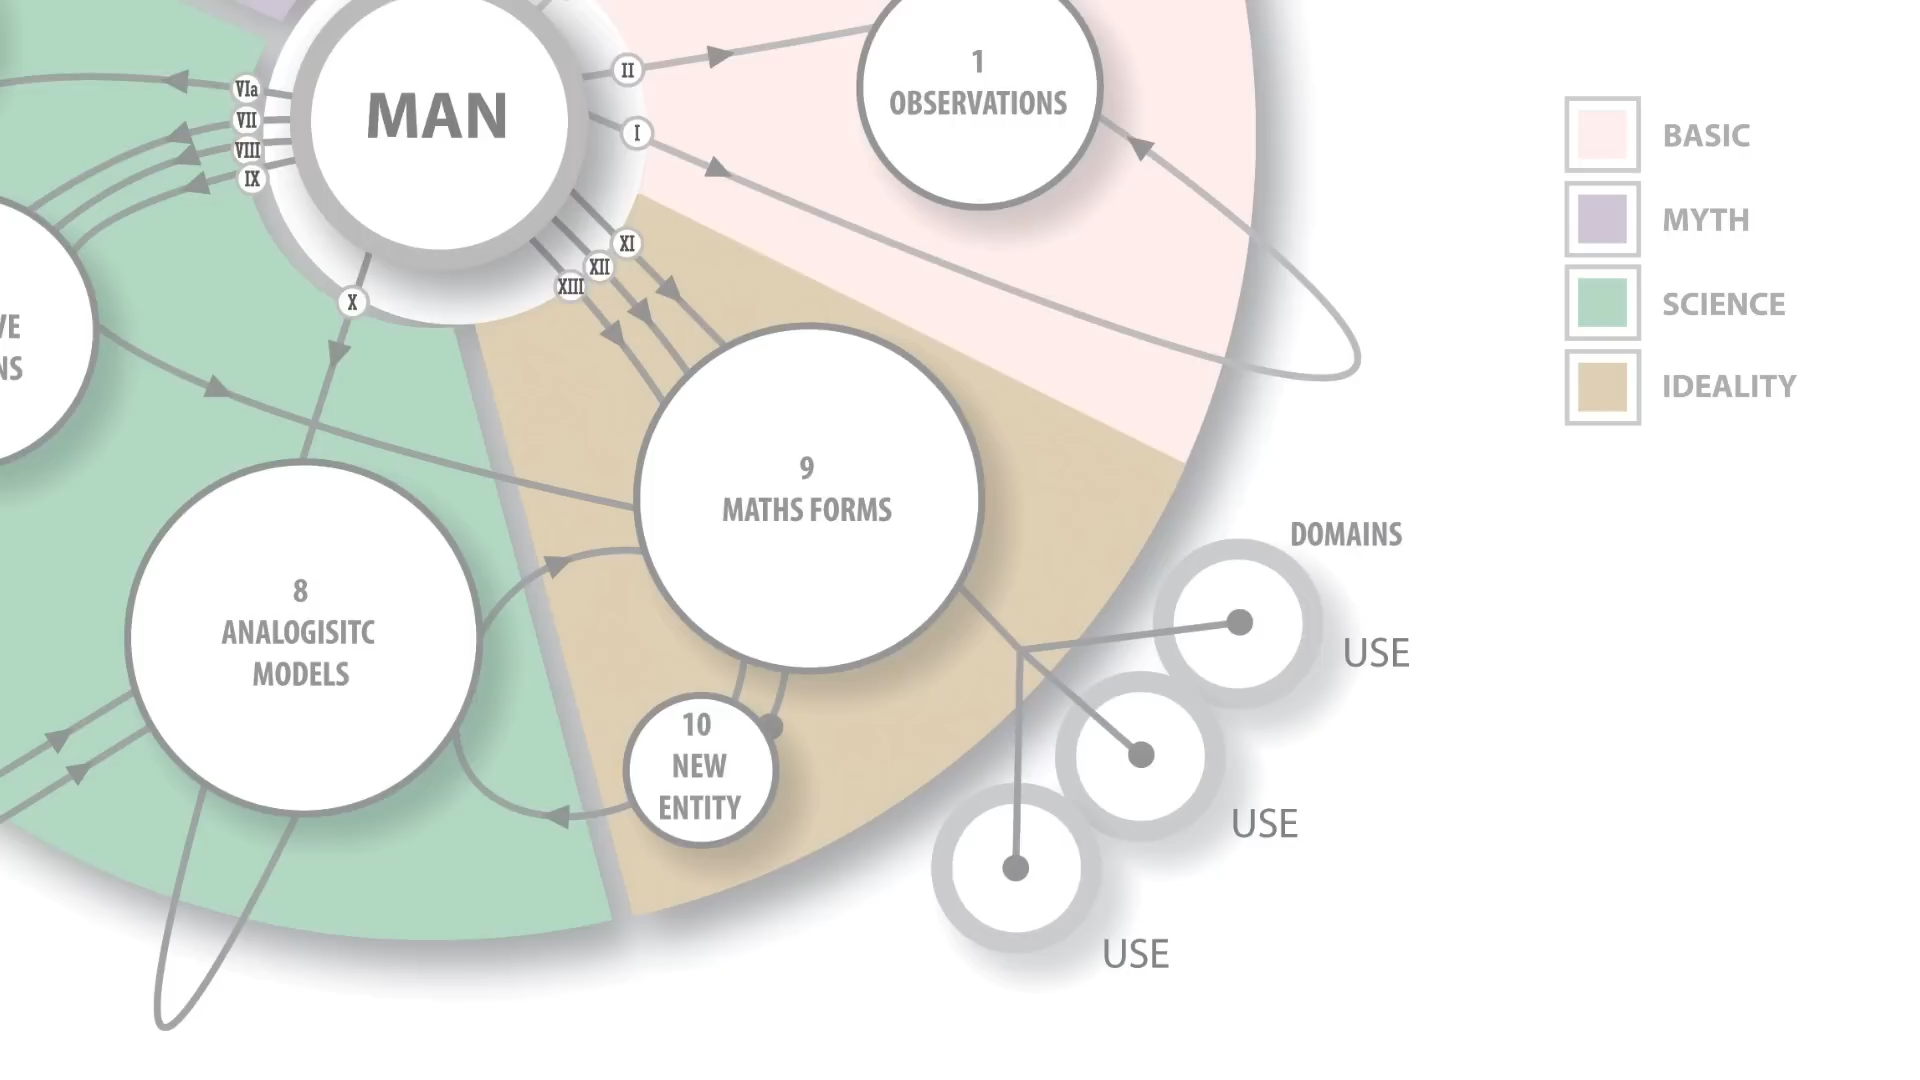 MAN
II
I
VIa
VII
VIII
IX
X
XI
XII
XIII
1
OBSERVATIONS
BASIC
MYTH
SCIENCE
IDEALITY
VE
NS
9
MATHS FORMS
8
ANALOGISITC
MODELS
10
NEW
ENTITY
DOMAINS
USE
USE
USE